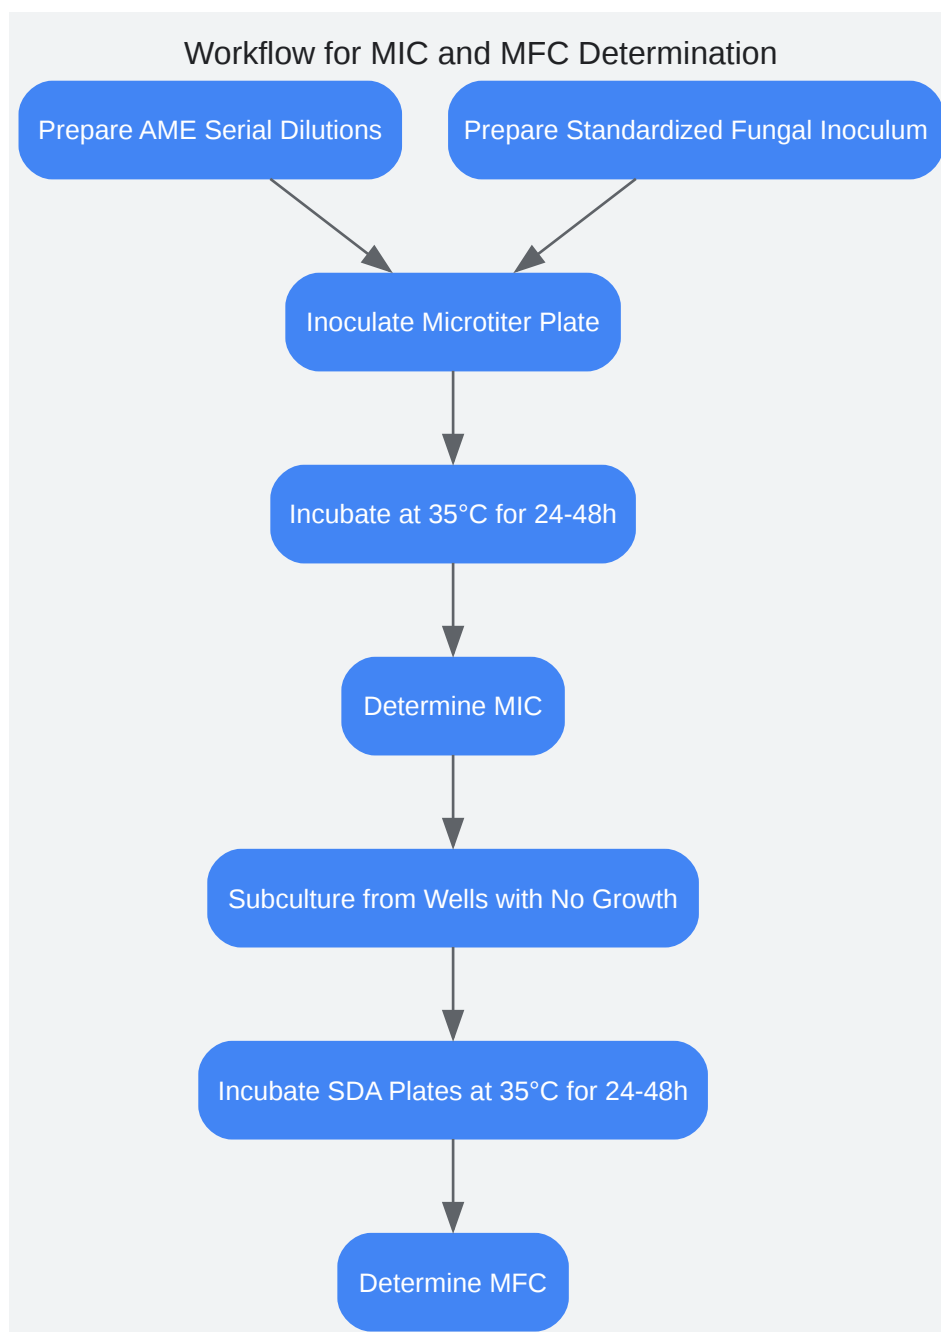 Workflow for MIC and MFC Determination
Prepare AME Serial Dilutions
Prepare Standardized Fungal Inoculum
Inoculate Microtiter Plate
Incubate at 35°C for 24-48h
Determine MIC
Subculture from Wells with No Growth
Incubate SDA Plates at 35°C for 24-48h
Determine MFC